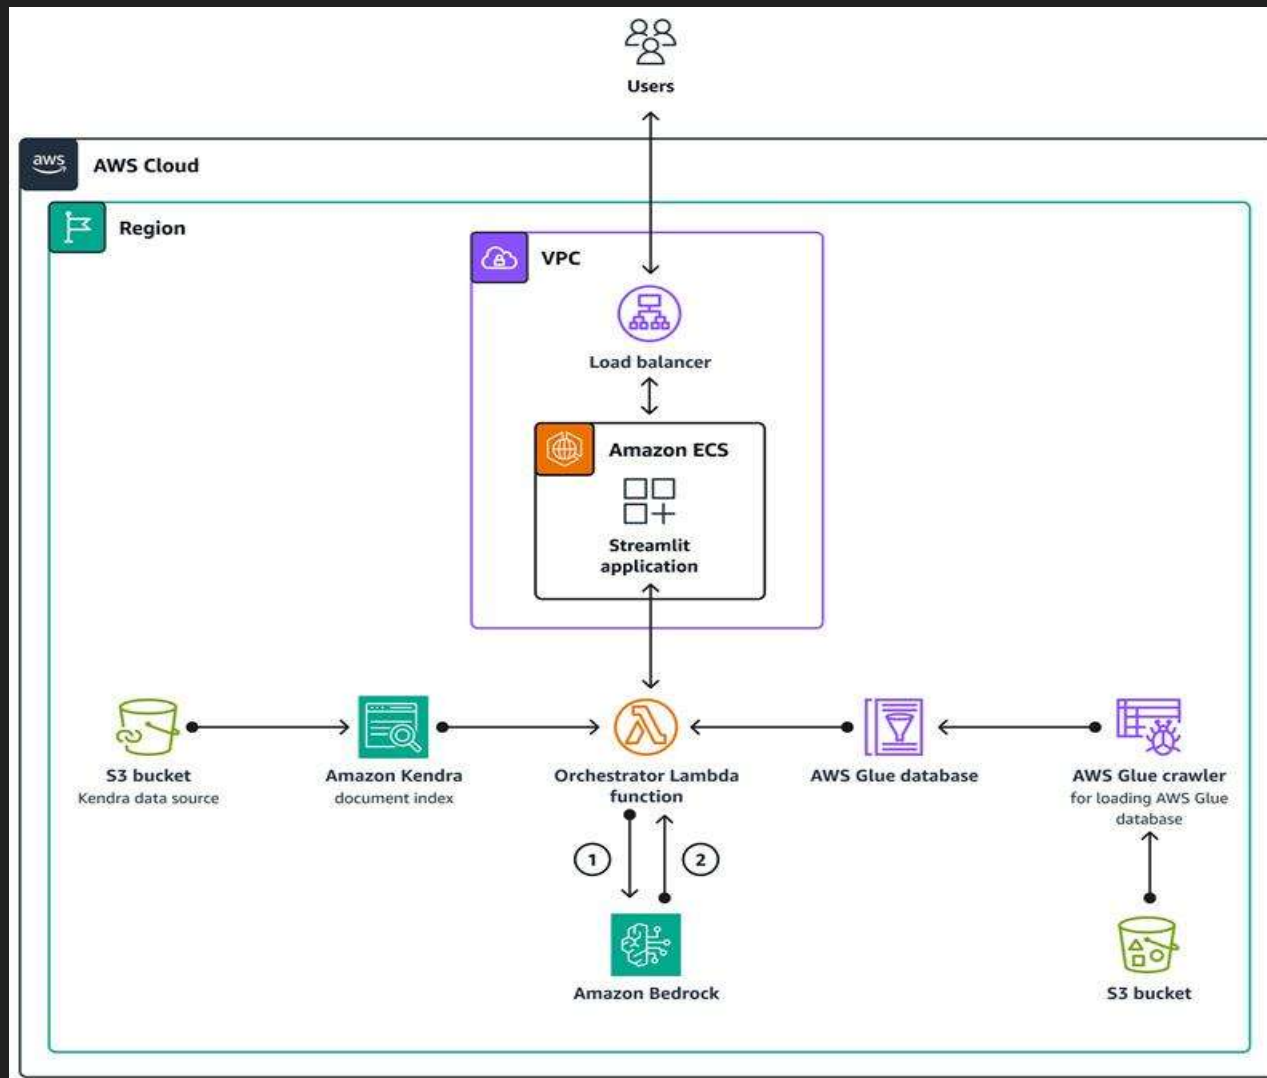 Users
aws
AWS Cloud
Region
VPC
Load balancer
Amazon ECS
Streamlit
application
S3 bucket
Kendra data source
Amazon Kendra
document index
Orchestrator Lambda
function
AWS Glue database
AWS Glue crawler
for loading AWS Glue
database
1
2
Amazon Bedrock
S3 bucket